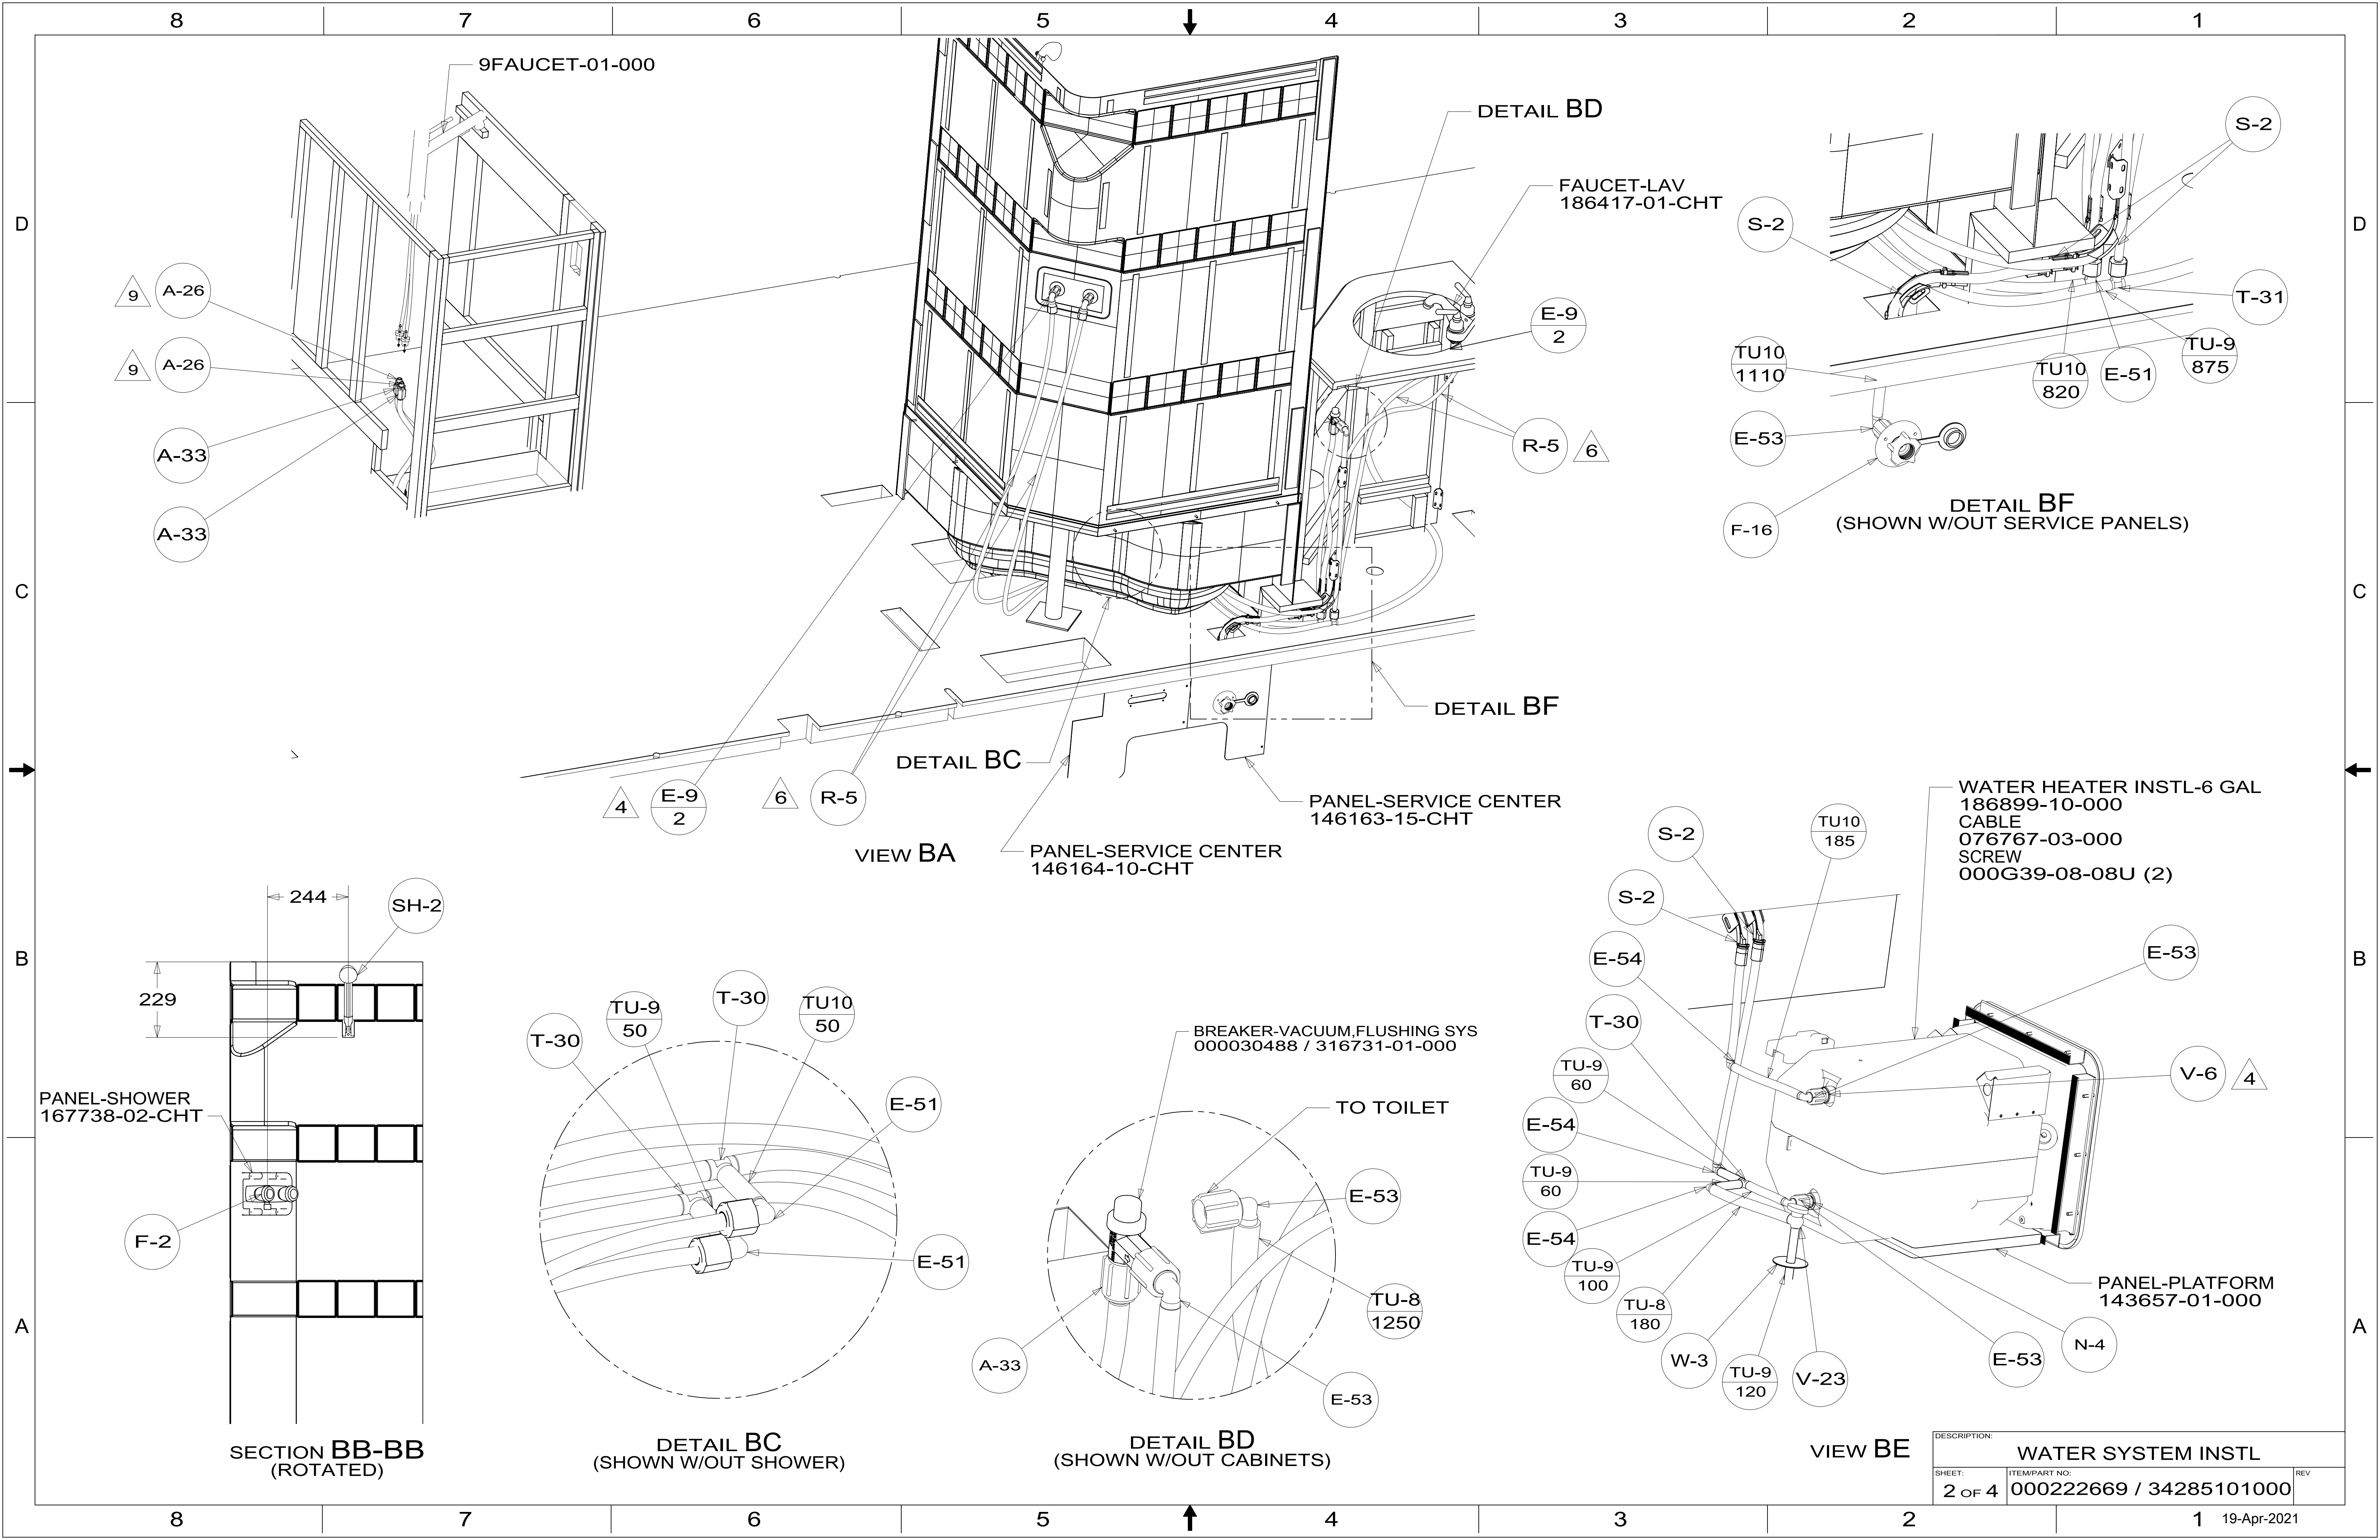 8 7 6 5 4 3 2 1
D
C
B
A
D
C
B
A
9FAUCET-01-000
9 A-26
9 A-26
A-33
A-33
DETAIL BD
FAUCET-LAV
186417-01-CHT
E-9
2
R-5 6
DETAIL BF
DETAIL BC
4 E-9
2
6 R-5
PANEL-SERVICE CENTER
146163-15-CHT
PANEL-SERVICE CENTER
146164-10-CHT
VIEW BA
S-2
S-2
T-31
TU-9
875
E-51
TU10
820
TU10
1110
E-53
F-16
DETAIL BF
(SHOWN W/OUT SERVICE PANELS)
244
SH-2
229
PANEL-SHOWER
167738-02-CHT
F-2
SECTION BB-BB
(ROTATED)
T-30
TU-9
50
T-30
TU10
50
E-51
E-51
DETAIL BC
(SHOWN W/OUT SHOWER)
BREAKER-VACUUM,FLUSHING SYS
000030488 / 316731-01-000
TO TOILET
E-53
TU-8
1250
A-33
E-53
DETAIL BD
(SHOWN W/OUT CABINETS)
WATER HEATER INSTL-6 GAL
186899-10-000
CABLE
076767-03-000
SCREW
000G39-08-08U (2)
TU10
185
S-2
S-2
E-54
T-30
TU-9
60
E-54
TU-9
60
E-54
TU-9
100
TU-8
180
W-3
TU-9
120
V-23
E-53
N-4
E-53
V-6 4
PANEL-PLATFORM
143657-01-000
VIEW BE
DESCRIPTION:
WATER SYSTEM INSTL
SHEET:
2 OF 4
ITEM/PART NO:
000222669 / 34285101000
REV
8 7 6 5 4 3 2 1
19-Apr-2021